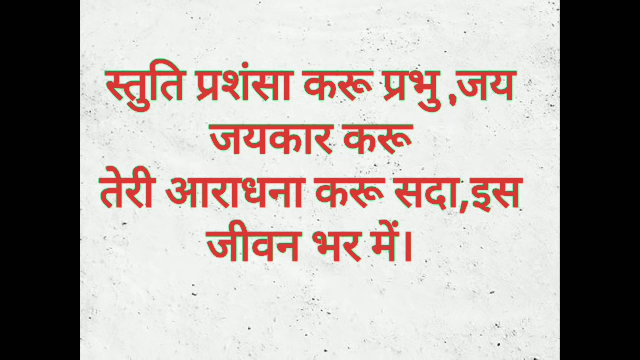 स्तुति प्रशंसा करू प्रभु ,जय
जयकार करू
तेरी आराधना करू सदा,इस
जीवन भर में।